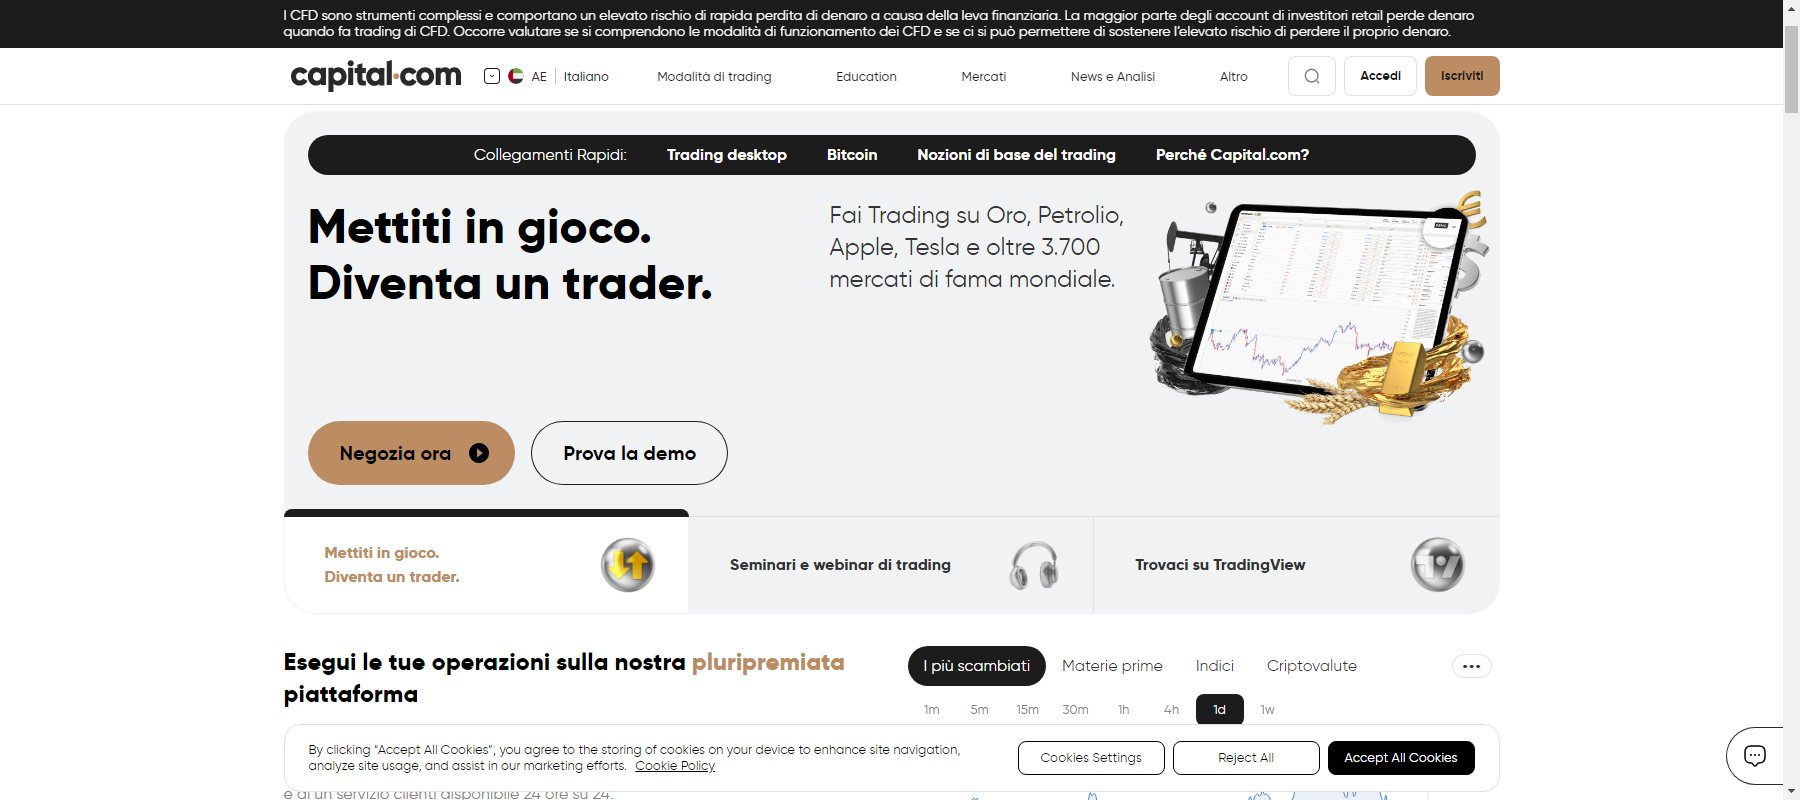 I CFD sono strumenti complessi e comportano un elevato rischio di rapida perdita di denaro a causa della leva finanziaria. La maggior parte degli account di investitori retail perde denaro
quando fa trading di CFD. Occorre valutare se si comprendono le modalità di funzionamento dei CFD e se ci si può permettere di sostenere l’elevato rischio di perdere il proprio denaro.
capital.com AE Italiano Modalità di trading Education Mercati News e Analisi Altro Accedi Iscriviti
Collegamenti Rapidi: Trading desktop Bitcoin Nozioni di base del trading Perché Capital.com?
Mettiti in gioco.
Diventa un trader.
Fai Trading su Oro, Petrolio,
Apple, Tesla e oltre 3.700
mercati di fama mondiale.
Negozia ora Prova la demo
Mettiti in gioco.
Diventa un trader.
Seminari e webinar di trading
Trovaci su TradingView
Esegui le tue operazioni sulla nostra pluripremiata
piattaforma
I più scambiati Materie prime Indici Criptovalute
1m 5m 15m 30m 1h 4h 1d 1w
By clicking “Accept All Cookies”, you agree to the storing of cookies on your device to enhance site navigation,
analyze site usage, and assist in our marketing efforts. Cookie Policy
Cookies Settings Reject All Accept All Cookies
e di un servizio clienti disponibile 24 ore su 24.